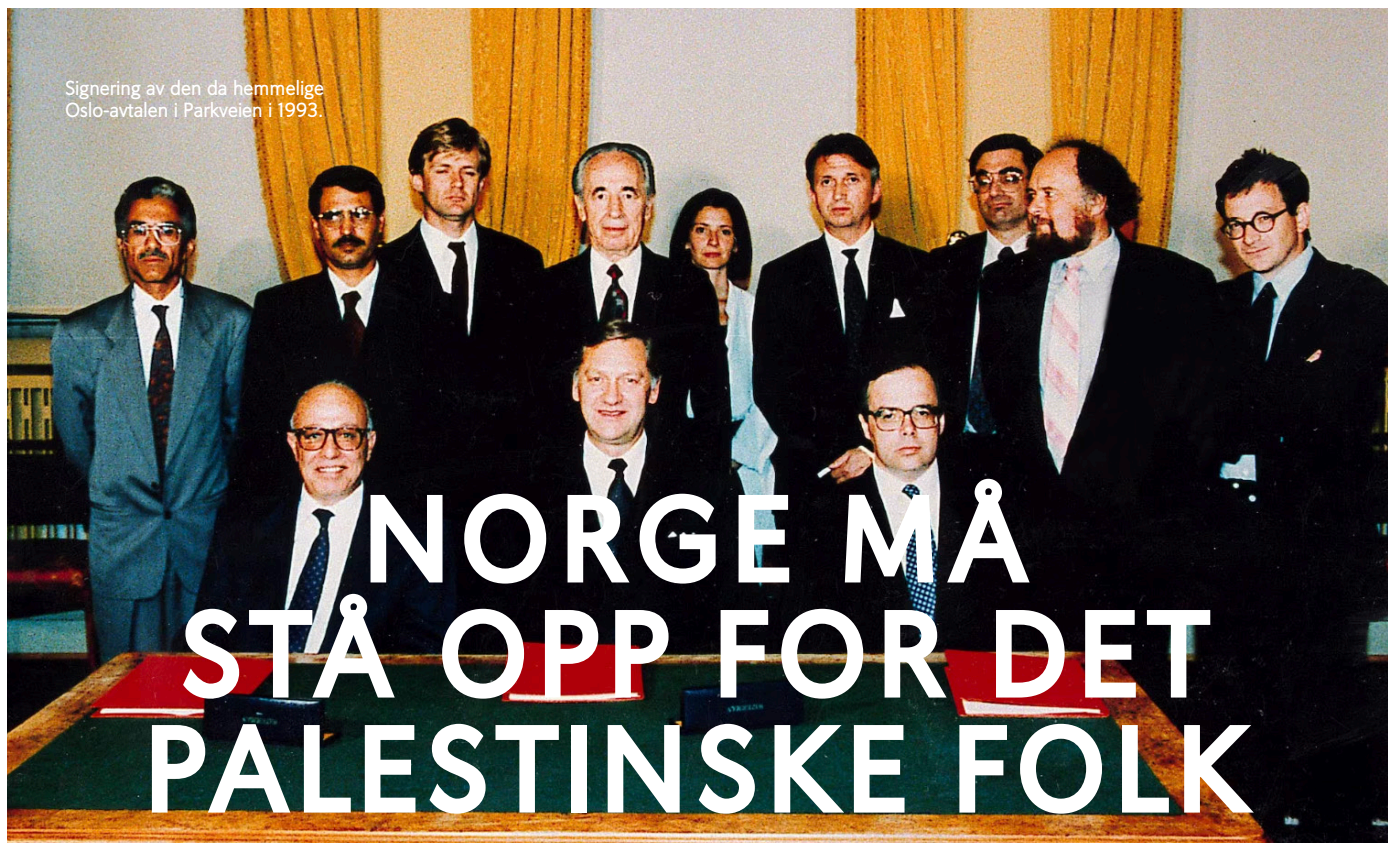 Signering av den da hemmelige
Oslo-avtalen i Parkveien i 1993.
NORGE MÅ
STÅ OPP FOR DET
PALESTINSKE FOLK